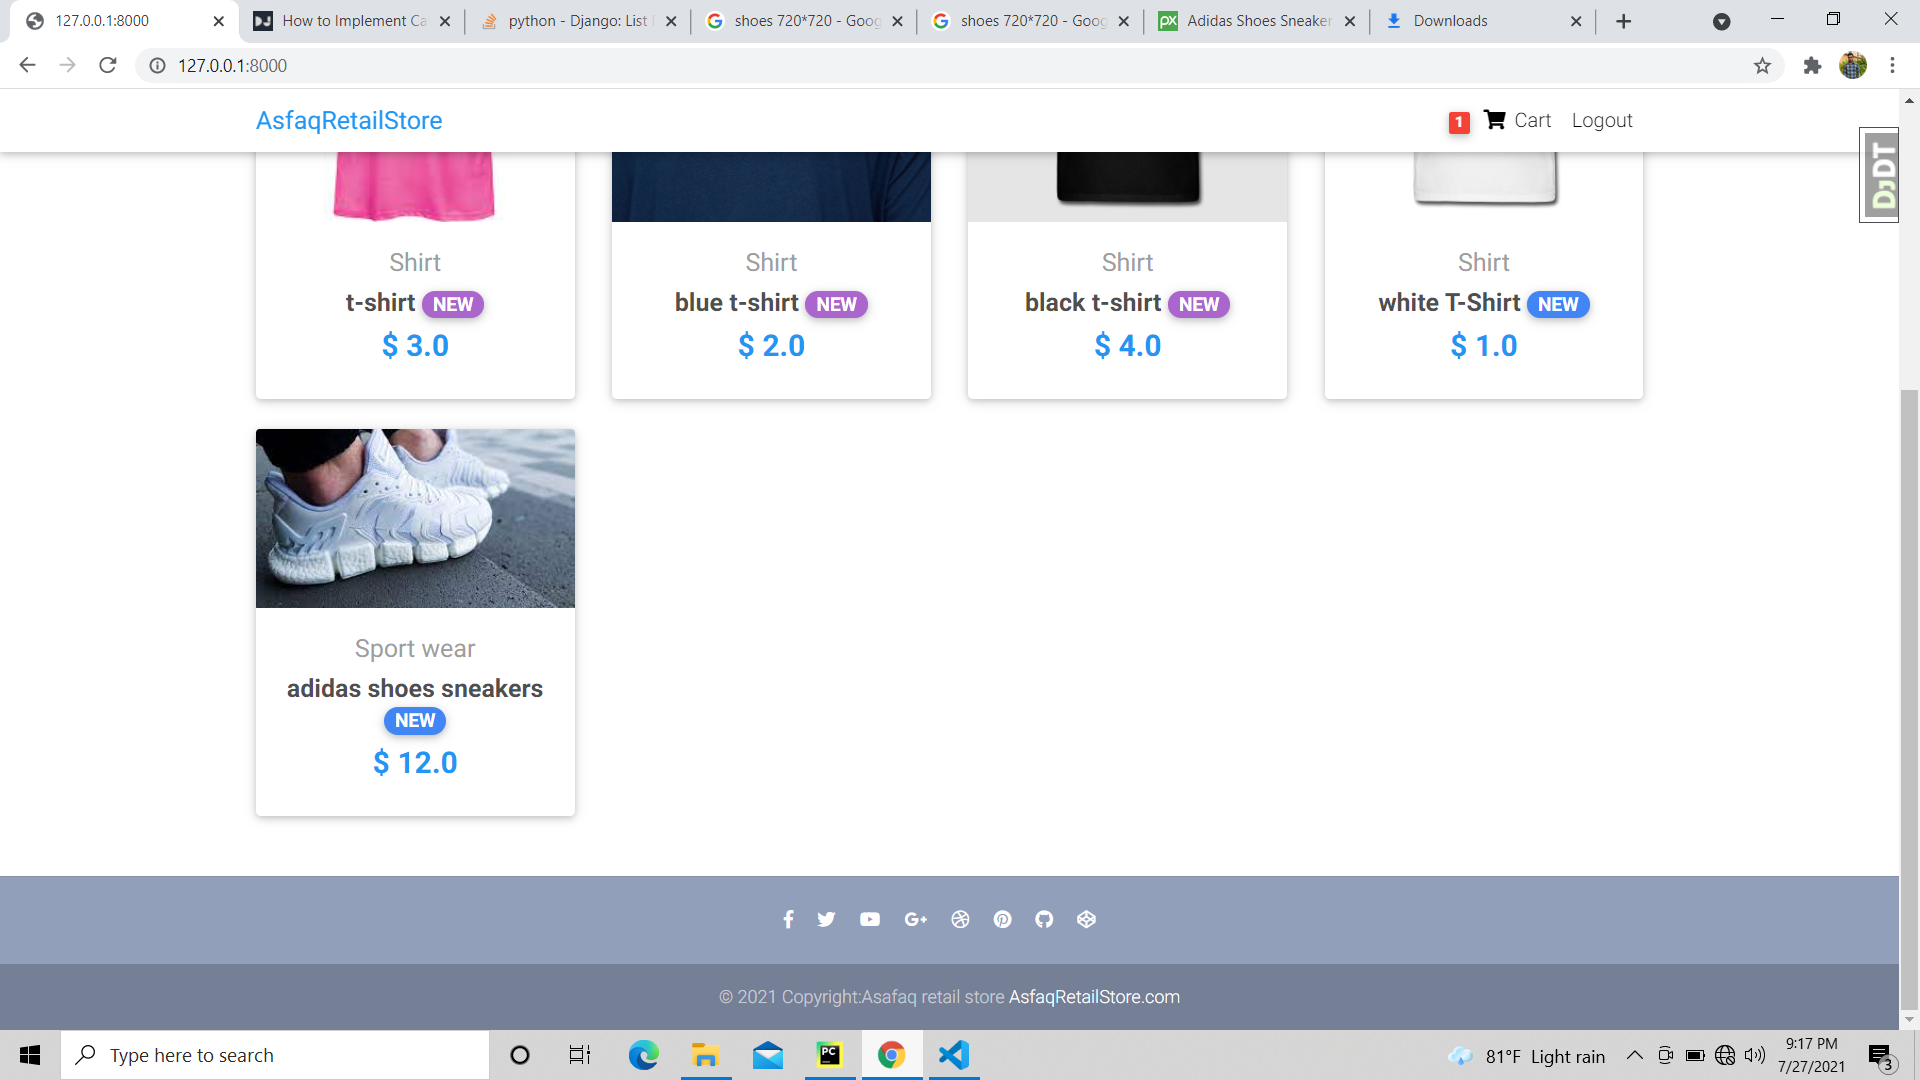 127.0.0.1:8000
How to Implement Ca
python - Django: List
shoes 720*720 - Goog
shoes 720*720 - Goog
Adidas Shoes Sneaker
Downloads
127.0.0.1:8000
AsfaqRetailStore
1
Cart
Logout
DJDT
Shirt
t-shirt NEW
$ 3.0
Shirt
blue t-shirt NEW
$ 2.0
Shirt
black t-shirt NEW
$ 4.0
Shirt
white T-Shirt NEW
$ 1.0
Sport wear
adidas shoes sneakers
NEW
$ 12.0
© 2021 Copyright:Asafaq retail store AsfaqRetailStore.com
Type here to search
81°F Light rain
9:17 PM
7/27/2021
3